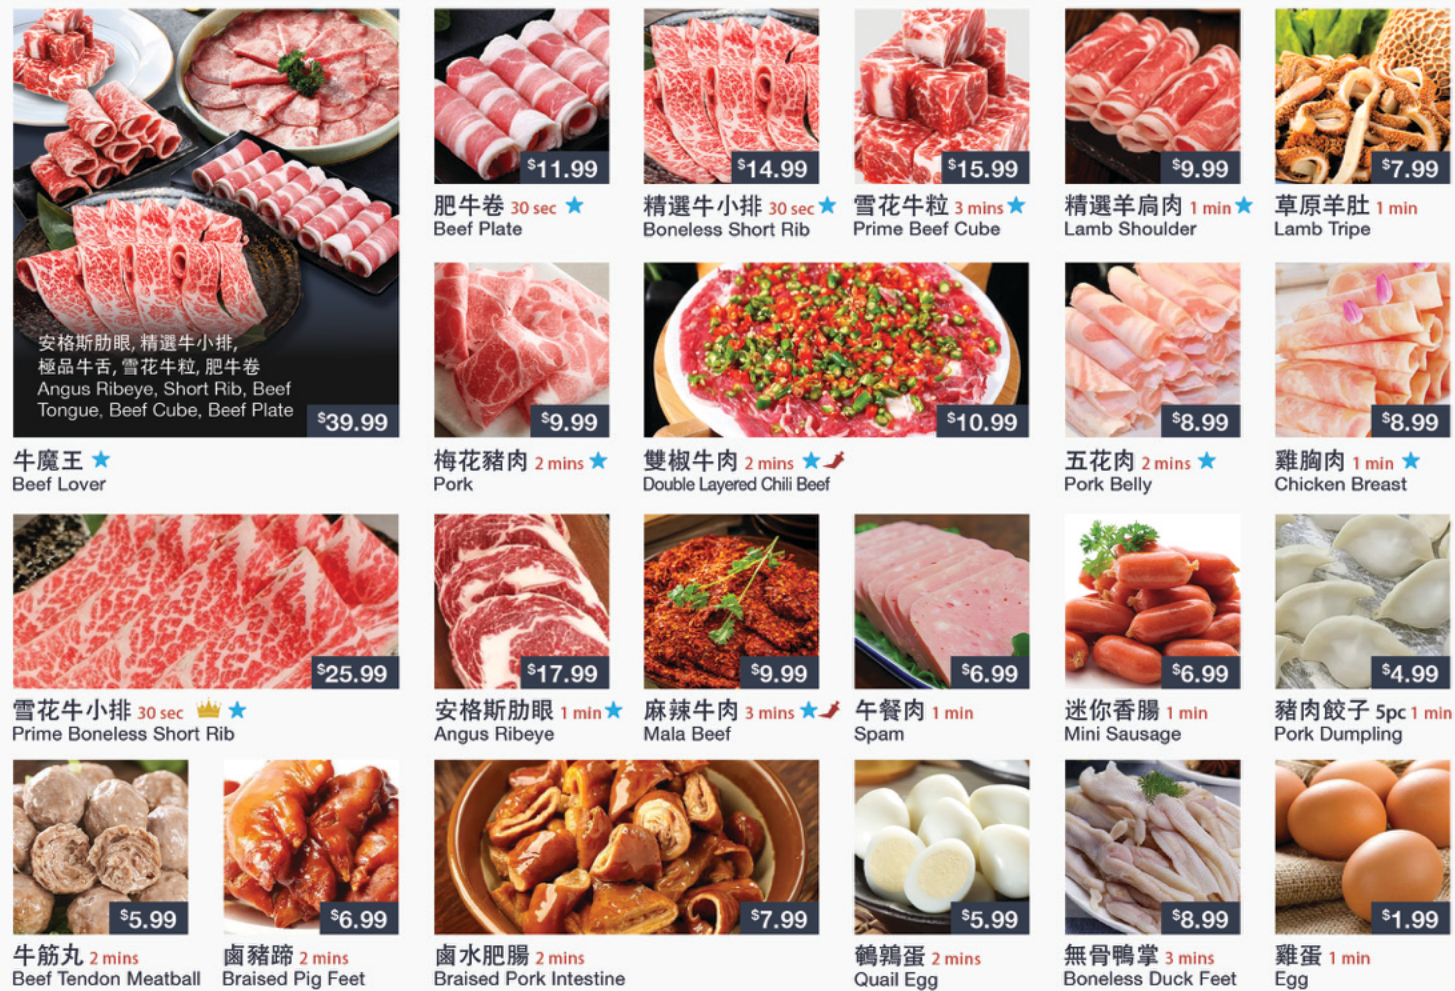 安格斯肋眼, 精選牛小排,
極品牛舌, 雪花牛粒, 肥牛卷
Angus Ribeye, Short Rib, Beef
Tongue, Beef Cube, Beef Plate
$39.99
牛魔王
Beef Lover
$11.99
肥牛卷 30 sec
Beef Plate
$14.99
精選牛小排 30 sec
Boneless Short Rib
$15.99
雪花牛粒 3 mins
Prime Beef Cube
$9.99
精選羊肩肉 1 min
Lamb Shoulder
$7.99
草原羊肚 1 min
Lamb Tripe
$9.99
梅花豬肉 2 mins
Pork
$10.99
雙椒牛肉 2 mins
Double Layered Chili Beef
$8.99
五花肉 2 mins
Pork Belly
$8.99
雞胸肉 1 min
Chicken Breast
$25.99
雪花牛小排 30 sec
Prime Boneless Short Rib
$17.99
安格斯肋眼 1 min
Angus Ribeye
$9.99
麻辣牛肉 3 mins
Mala Beef
$6.99
午餐肉 1 min
Spam
$6.99
迷你香腸 1 min
Mini Sausage
$4.99
豬肉餃子 5pc 1 min
Pork Dumpling
$5.99
牛筋丸 2 mins
Beef Tendon Meatball
$6.99
鹵豬蹄 2 mins
Braised Pig Feet
$7.99
鹵水肥腸 2 mins
Braised Pork Intestine
$5.99
鵪鶉蛋 2 mins
Quail Egg
$8.99
無骨鴨掌 3 mins
Boneless Duck Feet
$1.99
雞蛋 1 min
Egg